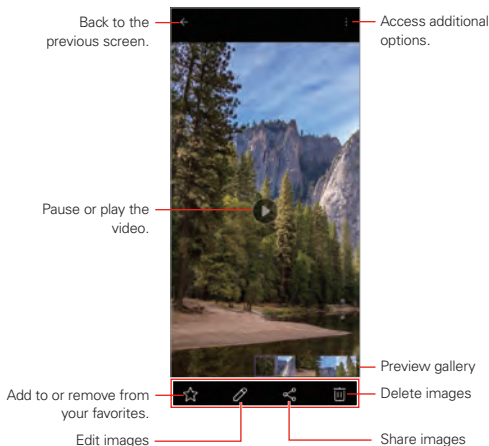 Back to the
previous screen.
Access additional
options.
Pause or play the
video.
Preview gallery
Add to or remove from
your favorites.
Delete images
Edit images
Share images